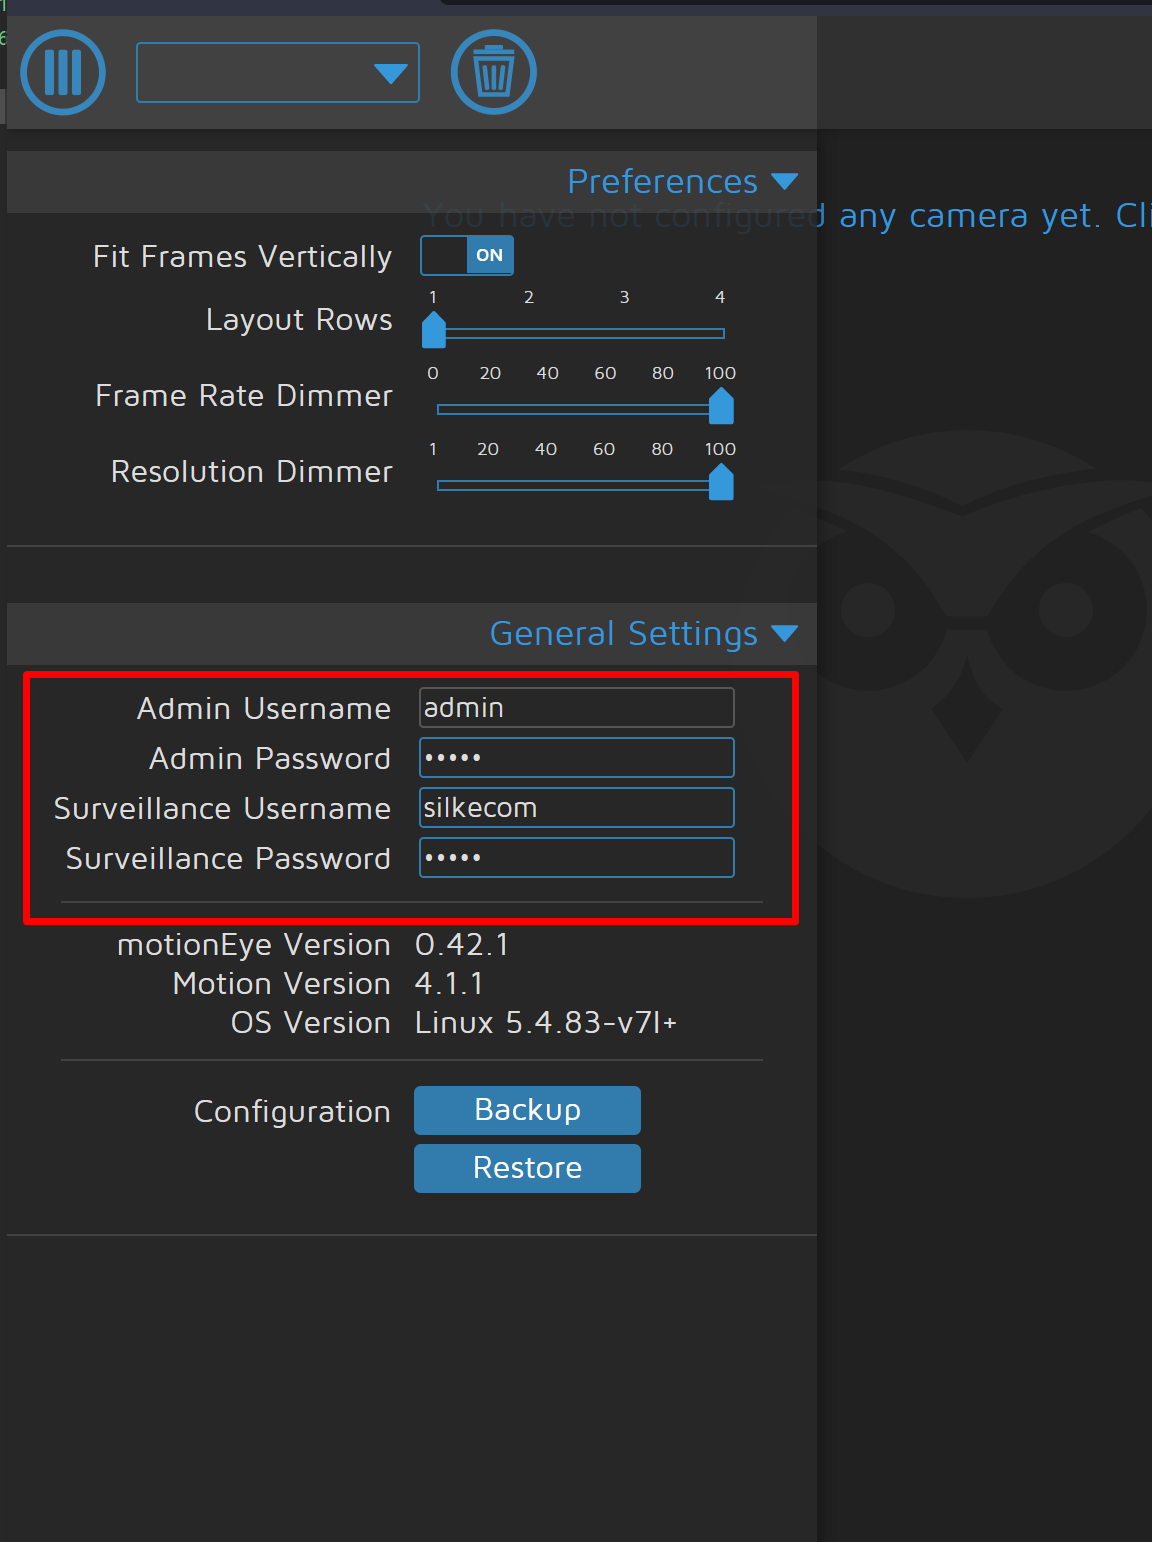 Preferences
You have not configured any camera yet. Cli
Fit Frames Vertically ON
1 2 3 4
Layout Rows
0 20 40 60 80 100
Frame Rate Dimmer
1 20 40 60 80 100
Resolution Dimmer
General Settings
Admin Username admin
Admin Password •••••
Surveillance Username silkecom
Surveillance Password •••••
motionEye Version 0.42.1
Motion Version 4.1.1
OS Version Linux 5.4.83-v7l+
Configuration Backup
Restore